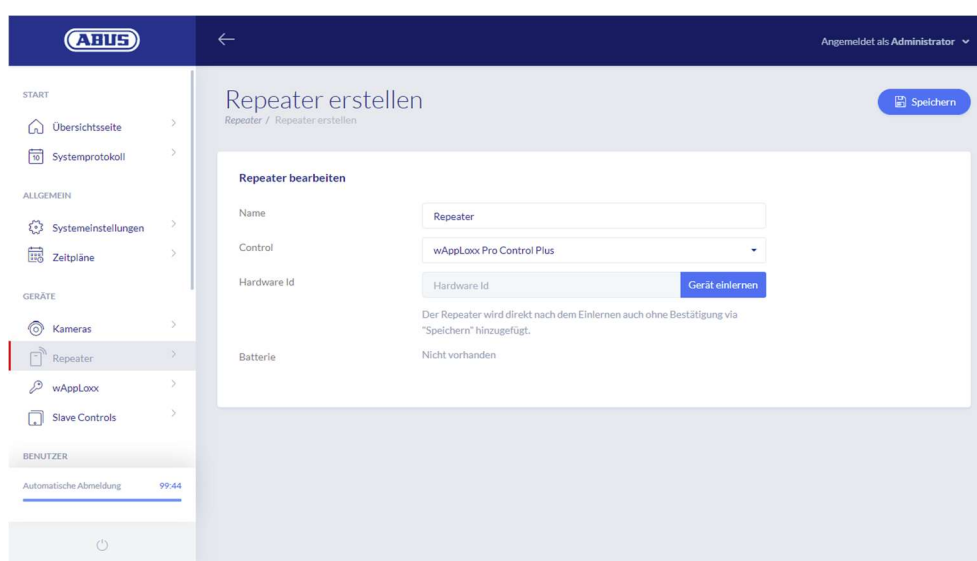 ABUS
Angemeldet als Administrator
START
Übersichtsseite
10
Systemprotokoll
ALLGEMEIN
Systemeinstellungen
Zeitpläne
GERÄTE
Kameras
Repeater
wAppLoxx
Slave Controls
BENUTZER
Automatische Abmeldung 99:44
Repeater erstellen
Repeater / Repeater erstellen
Speichern
Repeater bearbeiten
Name Repeater
Control wAppLoxx Pro Control Plus
Hardware Id Hardware Id Gerät einlernen
Der Repeater wird direkt nach dem Einlernen auch ohne Bestätigung via
"Speichern" hinzugefügt.
Batterie Nicht vorhanden